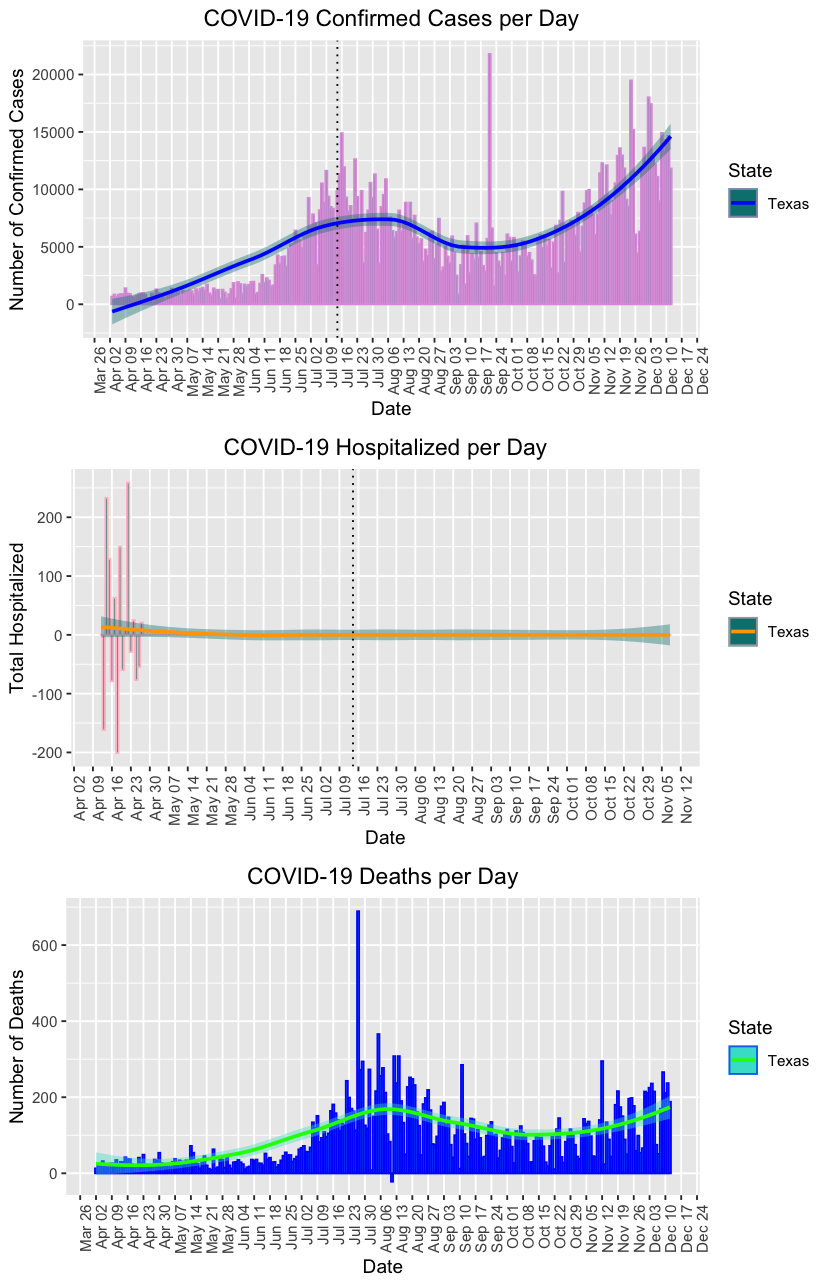 COVID-19 Confirmed Cases per Day
Number of Confirmed Cases
20000
15000
10000
5000
0
Mar 26
Apr 02
Apr 09
Apr 16
Apr 23
Apr 30
May 07
May 14
May 21
May 28
Jun 04
Jun 11
Jun 18
Jun 25
Jul 02
Jul 09
Jul 16
Jul 23
Jul 30
Aug 06
Aug 13
Aug 20
Aug 27
Sep 03
Sep 10
Sep 17
Sep 24
Oct 01
Oct 08
Oct 15
Oct 22
Oct 29
Nov 05
Nov 12
Nov 19
Nov 26
Dec 03
Dec 10
Dec 17
Dec 24
Date
State
Texas
COVID-19 Hospitalized per Day
Total Hospitalized
200
100
0
-100
-200
Apr 02
Apr 09
Apr 16
Apr 23
Apr 30
May 07
May 14
May 21
May 28
Jun 04
Jun 11
Jun 18
Jun 25
Jul 02
Jul 09
Jul 16
Jul 23
Jul 30
Aug 06
Aug 13
Aug 20
Aug 27
Sep 03
Sep 10
Sep 17
Sep 24
Oct 01
Oct 08
Oct 15
Oct 22
Oct 29
Nov 05
Nov 12
Date
State
Texas
COVID-19 Deaths per Day
Number of Deaths
600
400
200
0
Mar 26
Apr 02
Apr 09
Apr 16
Apr 23
Apr 30
May 07
May 14
May 21
May 28
Jun 04
Jun 11
Jun 18
Jun 25
Jul 02
Jul 09
Jul 16
Jul 23
Jul 30
Aug 06
Aug 13
Aug 20
Aug 27
Sep 03
Sep 10
Sep 17
Sep 24
Oct 01
Oct 08
Oct 15
Oct 22
Oct 29
Nov 05
Nov 12
Nov 19
Nov 26
Dec 03
Dec 10
Dec 17
Dec 24
Date
State
Texas